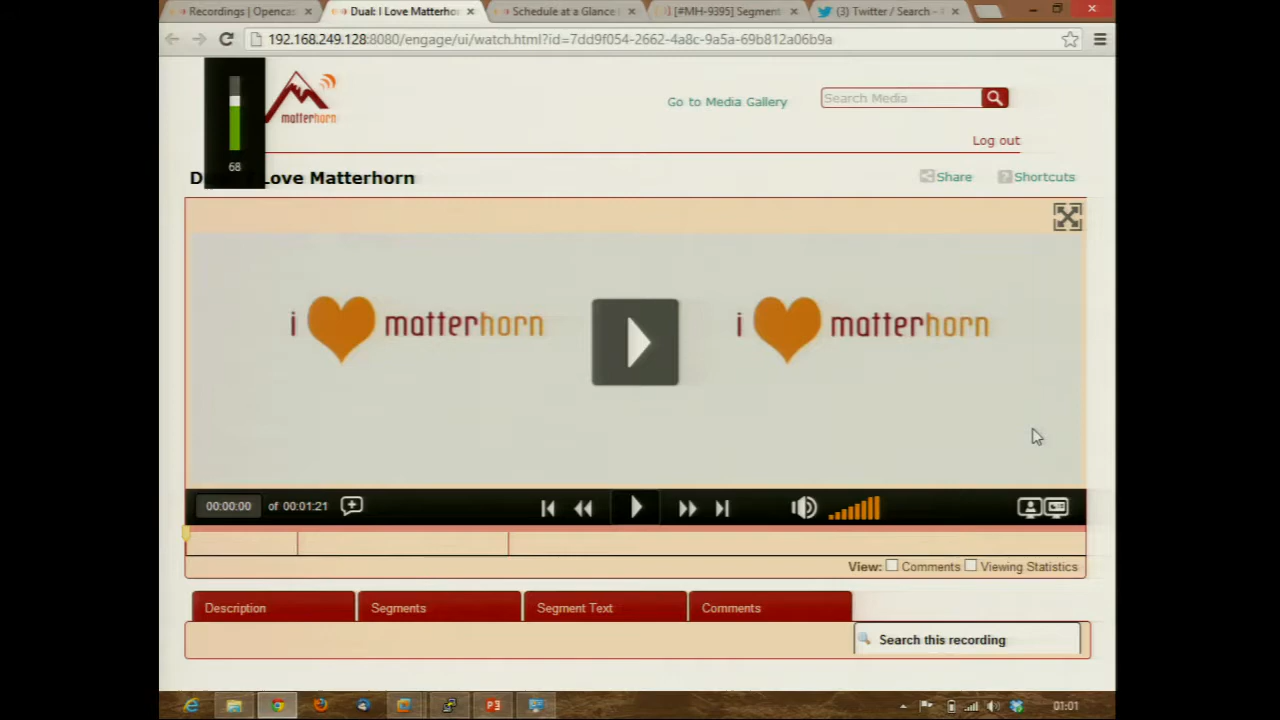 Recordings | Opencas
Dual: I Love Matterhor
Schedule at a Glance
[#MH-9395] Segment
(3) Twitter / Search -
192.168.249.128:8080/engage/ui/watch.html?id=7dd9f054-2662-4a8c-9a5a-69b812a06b9a
matterhorn
Go to Media Gallery
Search Media
Log out
68
D Love Matterhorn
Share
Shortcuts
i matterhorn
i matterhorn
00:00:00 of 00:01:21
View: Comments Viewing Statistics
Description
Segments
Segment Text
Comments
Search this recording
01:01